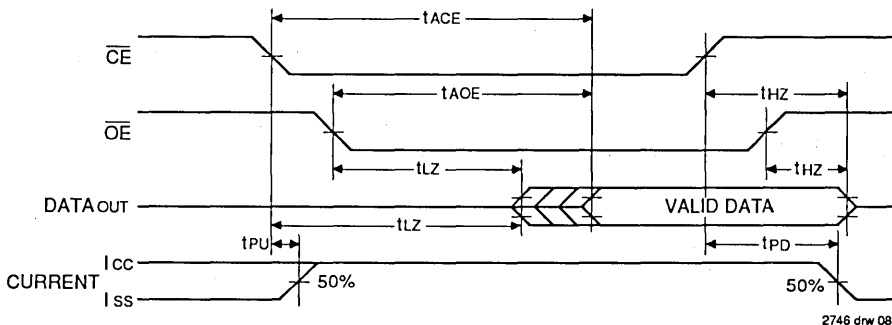 tACE
CE
tAOE
tHZ
OE
tLZ
tHZ
DATA OUT
VALID DATA
tLZ
tPU
tPD
CURRENT
ICC
50%
50%
ISS
2746 drw 08